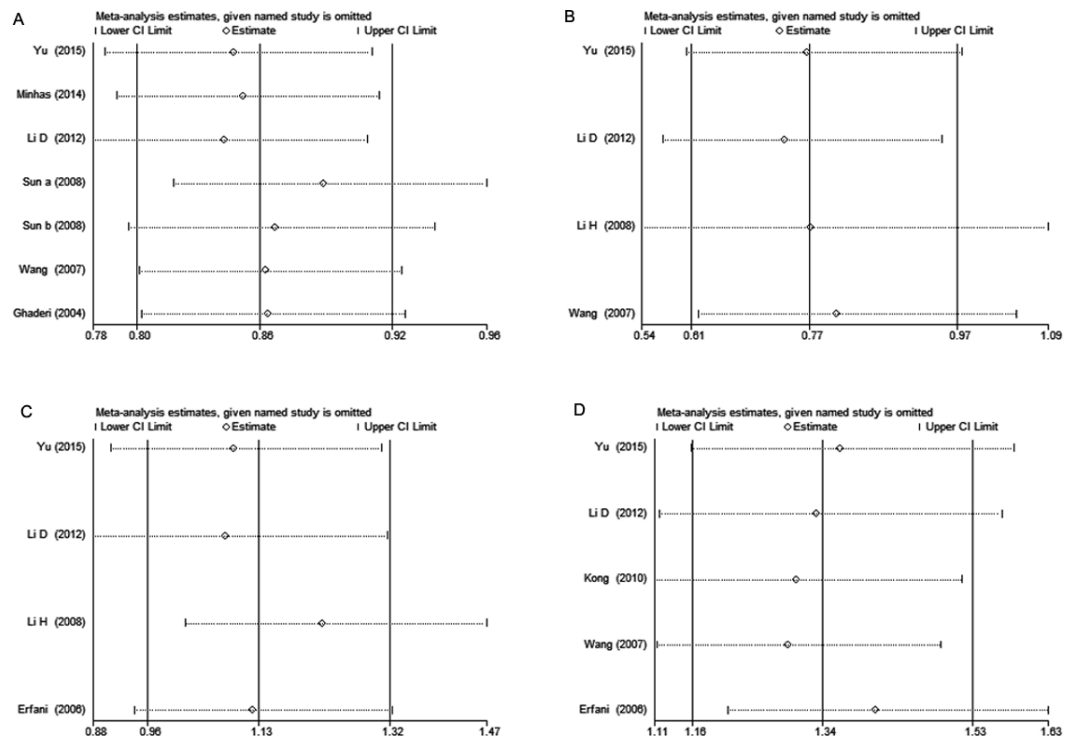 A
Meta-analysis estimates, given named study is omitted
Lower CI Limit Estimate Upper CI Limit
Yu (2015)
Minhas (2014)
Li D (2012)
Sun a (2008)
Sun b (2008)
Wang (2007)
Ghaderi (2004)
0.78 0.80 0.86 0.92 0.96
B
Meta-analysis estimates, given named study is omitted
Lower CI Limit Estimate Upper CI Limit
Yu (2015)
Li D (2012)
Li H (2008)
Wang (2007)
0.54 0.61 0.77 0.97 1.09
C
Meta-analysis estimates, given named study is omitted
Lower CI Limit Estimate Upper CI Limit
Yu (2015)
Li D (2012)
Li H (2008)
Erfani (2006)
0.88 0.96 1.13 1.32 1.47
D
Meta-analysis estimates, given named study is omitted
Lower CI Limit Estimate Upper CI Limit
Yu (2015)
Li D (2012)
Kong (2010)
Wang (2007)
Erfani (2006)
1.11 1.16 1.34 1.53 1.63